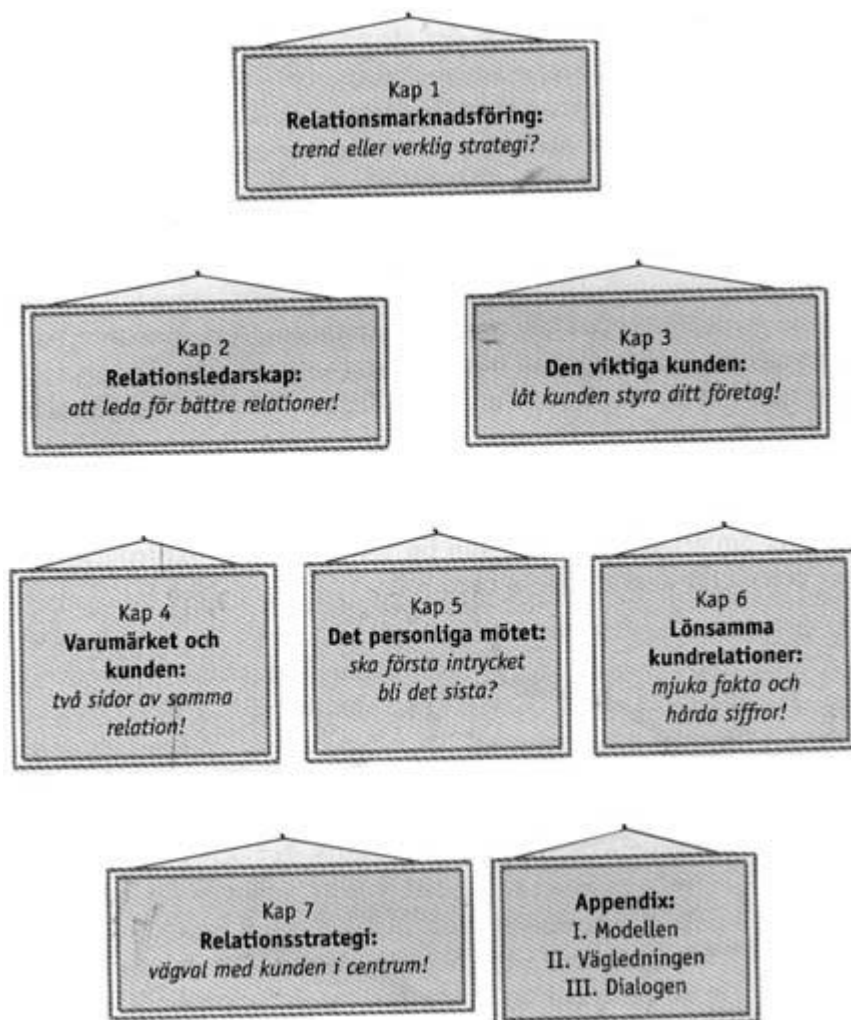 Kap 1
Relationsmarknadsföring:
trend eller verklig strategi?
Kap 2
Relationsledarskap:
att leda för bättre relationer!
Kap 3
Den viktiga kunden:
låt kunden styra ditt företag!
Kap 4
Varumärket och
kunden:
två sidor av samma
relation!
Kap 5
Det personliga mötet:
ska första intrycket
bli det sista?
Kap 6
Lönsamma
kundrelationer:
mjuka fakta och
hårda siffror!
Kap 7
Relationsstrategi:
vägval med kunden i centrum!
Appendix:
I. Modellen
II. Vägledningen
III. Dialogen